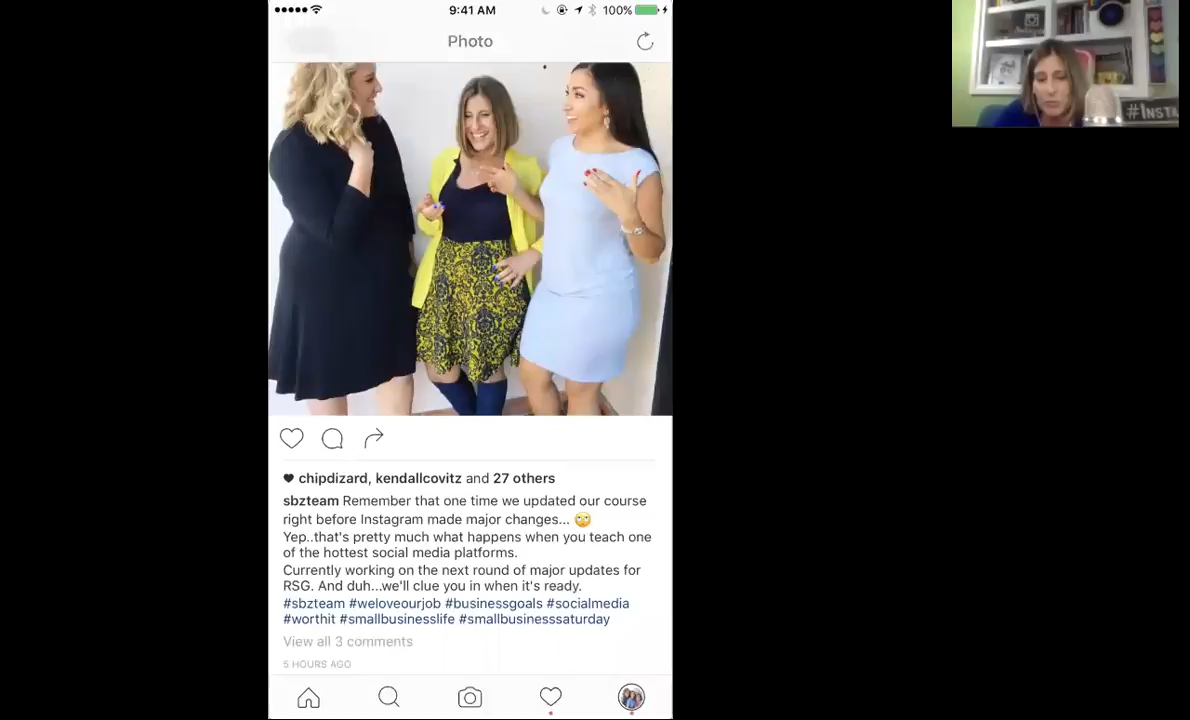 9:41 AM
100%
Photo
chipdizard, kendallcovitz and 27 others
sbzteam Remember that one time we updated our course
right before Instagram made major changes... 🙄
Yep..that's pretty much what happens when you teach one
of the hottest social media platforms.
Currently working on the next round of major updates for
RSG. And duh...we'll clue you in when it's ready.
#sbzteam #weloveourjob #businessgoals #socialmedia
#worthit #smallbusinesslife #smallbusinesssaturday
View all 3 comments
5 HOURS AGO
#INSTA